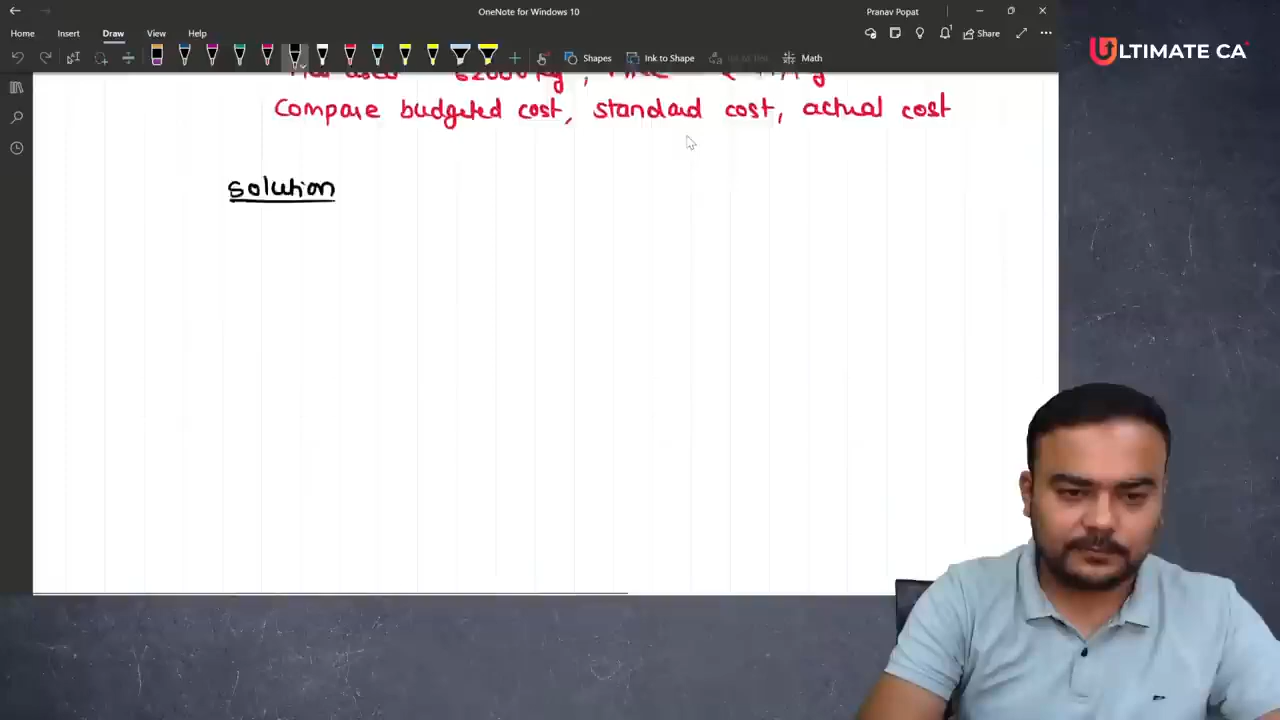 OneNote for Windows 10
Pranav Popat
Home Insert Draw View Help
Share
Shapes Ink to Shape Math
ULTIMATE CA
Compare budgeted cost, standard cost, actual cost
Solution